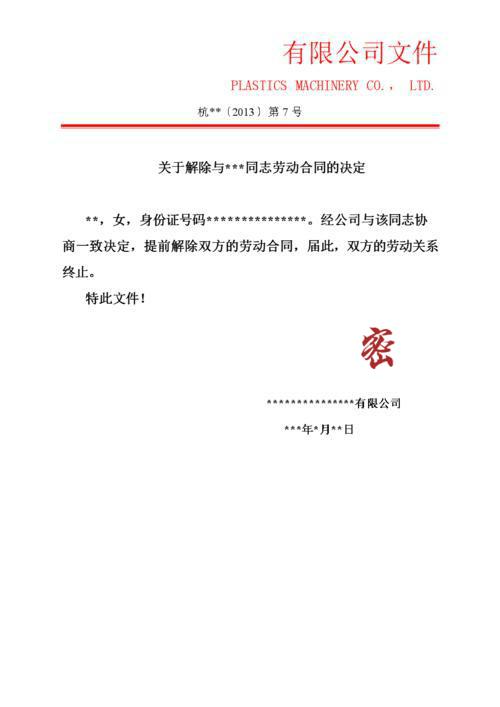 有限公司文件
PLASTICS MACHINERY CO., LTD.
杭**〔2013〕第7号
关于解除与***同志劳动合同的决定
**，女，身份证号码***************。经公司与该同志协
商一致决定，提前解除双方的劳动合同，届此，双方的劳动关系
终止。
特此文件！
密
***************有限公司
***年*月**日